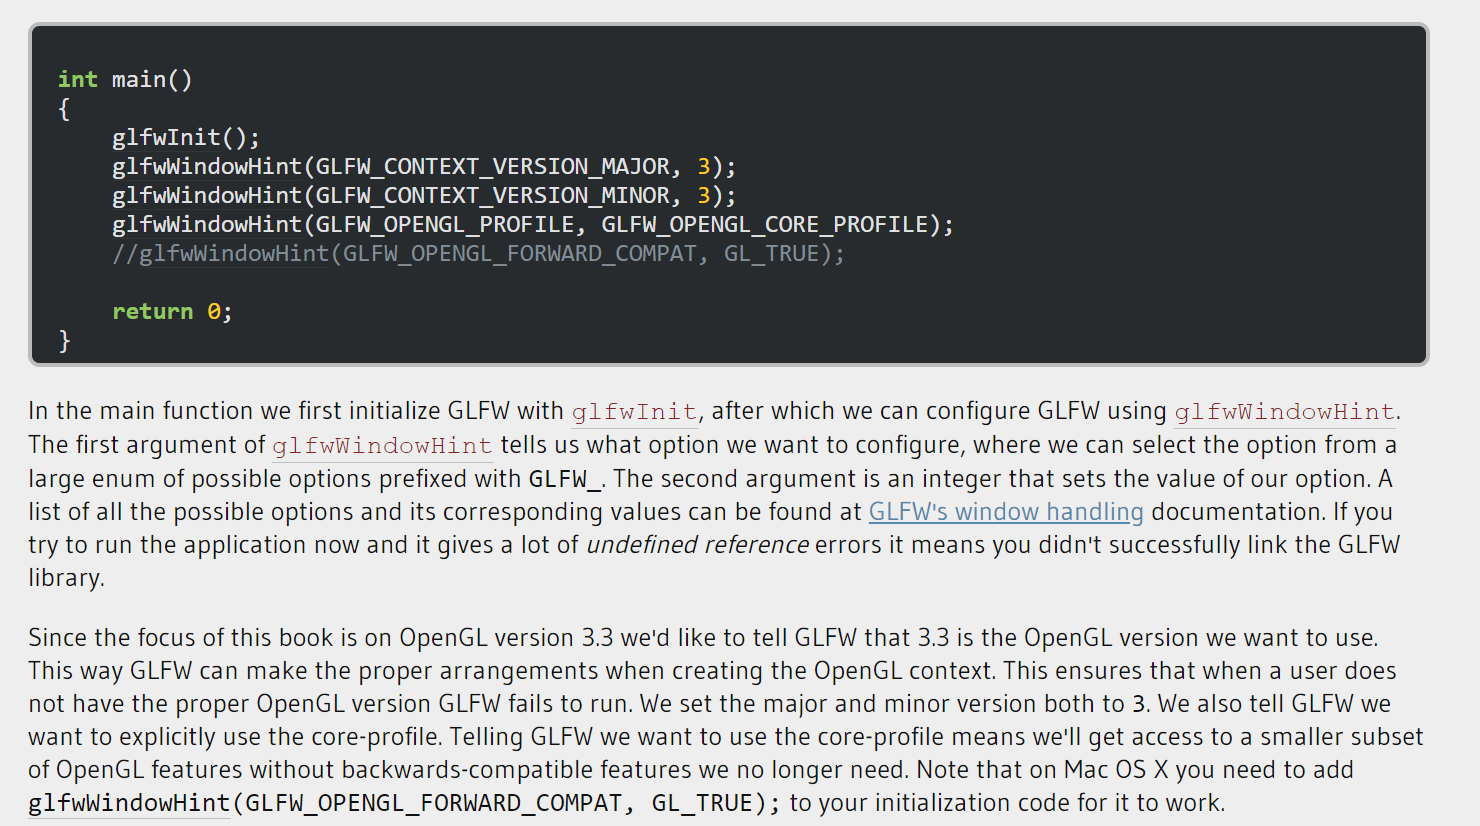 int main()
{
    glfwInit();
    glfwWindowHint(GLFW_CONTEXT_VERSION_MAJOR, 3);
    glfwWindowHint(GLFW_CONTEXT_VERSION_MINOR, 3);
    glfwWindowHint(GLFW_OPENGL_PROFILE, GLFW_OPENGL_CORE_PROFILE);
    //glfwWindowHint(GLFW_OPENGL_FORWARD_COMPAT, GL_TRUE);
    return 0;
}
In the main function we first initialize GLFW with glfwInit, after which we can configure GLFW using glfwWindowHint.
The first argument of glfwWindowHint tells us what option we want to configure, where we can select the option from a
large enum of possible options prefixed with GLFW_. The second argument is an integer that sets the value of our option. A
list of all the possible options and its corresponding values can be found at GLFW's window handling documentation. If you
try to run the application now and it gives a lot of undefined reference errors it means you didn't successfully link the GLFW
library.
Since the focus of this book is on OpenGL version 3.3 we'd like to tell GLFW that 3.3 is the OpenGL version we want to use.
This way GLFW can make the proper arrangements when creating the OpenGL context. This ensures that when a user does
not have the proper OpenGL version GLFW fails to run. We set the major and minor version both to 3. We also tell GLFW we
want to explicitly use the core-profile. Telling GLFW we want to use the core-profile means we'll get access to a smaller subset
of OpenGL features without backwards-compatible features we no longer need. Note that on Mac OS X you need to add
glfwWindowHint(GLFW_OPENGL_FORWARD_COMPAT, GL_TRUE); to your initialization code for it to work.